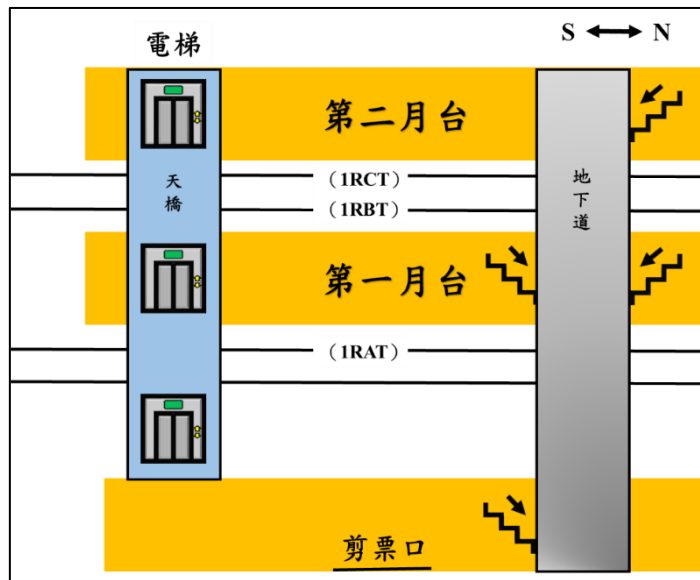 電梯
S N
第二月台
天橋
(1RCT)
地下道
(1RBT)
第一月台
(1RAT)
剪票口